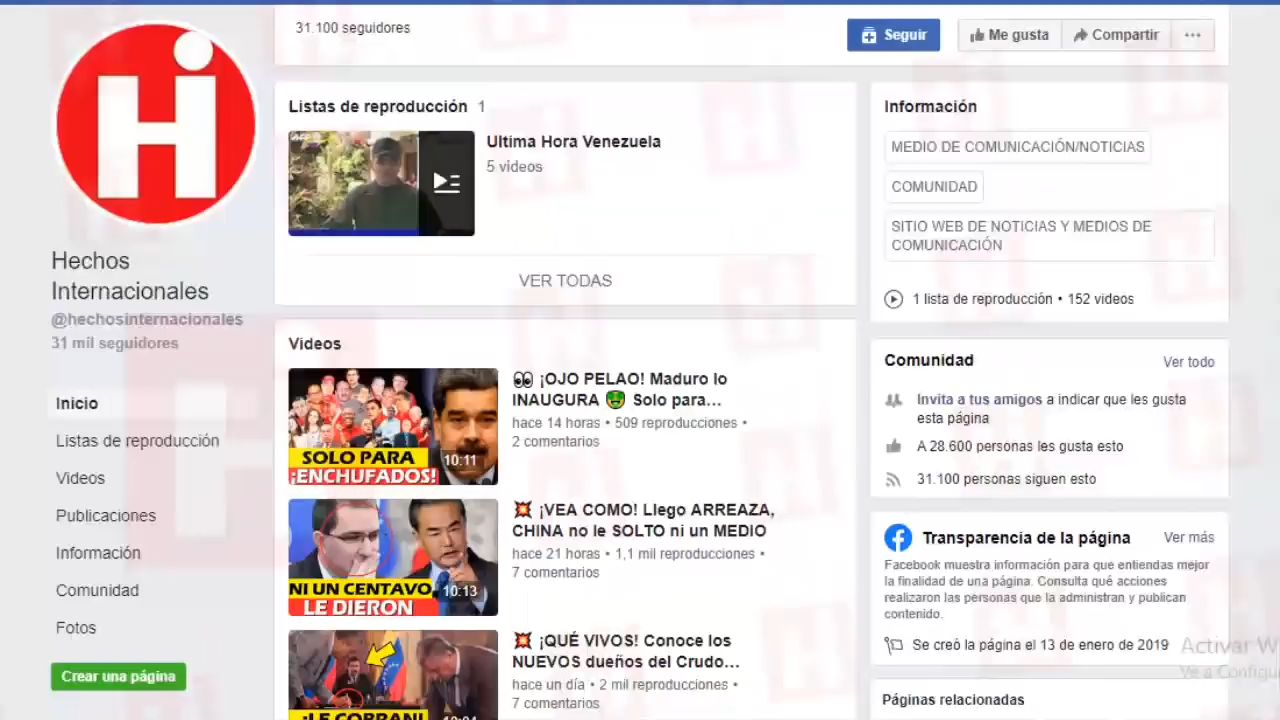 31.100 seguidores
Seguir
Me gusta
Compartir
Hi
Hechos
Internacionales
@hechosinternacionales
31 mil seguidores
Inicio
Listas de reproducción
Videos
Publicaciones
Información
Comunidad
Fotos
Crear una página
Listas de reproducción 1
Ultima Hora Venezuela
5 videos
VER TODAS
Videos
SOLO PARA
¡ENCHUFADOS!
10:11
¡OJO PELAO! Maduro lo
INAUGURA 🤑 Solo para...
hace 14 horas • 509 reproducciones •
2 comentarios
NI UN CENTAVO
LE DIERON
10:13
¡VEA COMO! Llego ARREAZA,
CHINA no le SOLTO ni un MEDIO
hace 21 horas • 1,1 mil reproducciones •
7 comentarios
¡QUÉ VIVOS! Conoce los
NUEVOS dueños del Crudo...
hace un día • 2 mil reproducciones •
7 comentarios
Información
MEDIO DE COMUNICACIÓN/NOTICIAS
COMUNIDAD
SITIO WEB DE NOTICIAS Y MEDIOS DE
COMUNICACIÓN
1 lista de reproducción • 152 videos
Comunidad
Ver todo
Invita a tus amigos a indicar que les gusta
esta página
A 28.600 personas les gusta esto
31.100 personas siguen esto
Transparencia de la página
Ver más
Facebook muestra información para que entiendas mejor
la finalidad de una página. Consulta qué acciones
realizaron las personas que la administran y publican
contenido.
Se creó la página el 13 de enero de 2019
Activar W
Ve a Configu
Páginas relacionadas